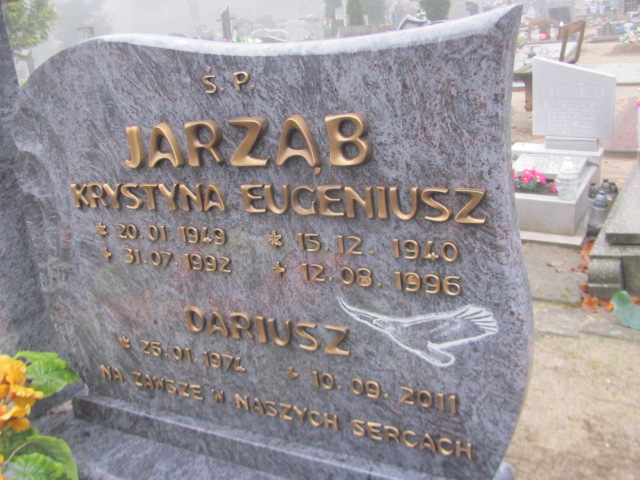 Ś. P.
JARZĄB
KRYSTYNA EUGENIUSZ
* 20.01.1949 * 15.12.1940
+ 31.07.1992 + 12.08.1996
DARIUSZ
* 25.01.1974 + 10.09.2011
NA ZAWSZE W NASZYCH SERCACH